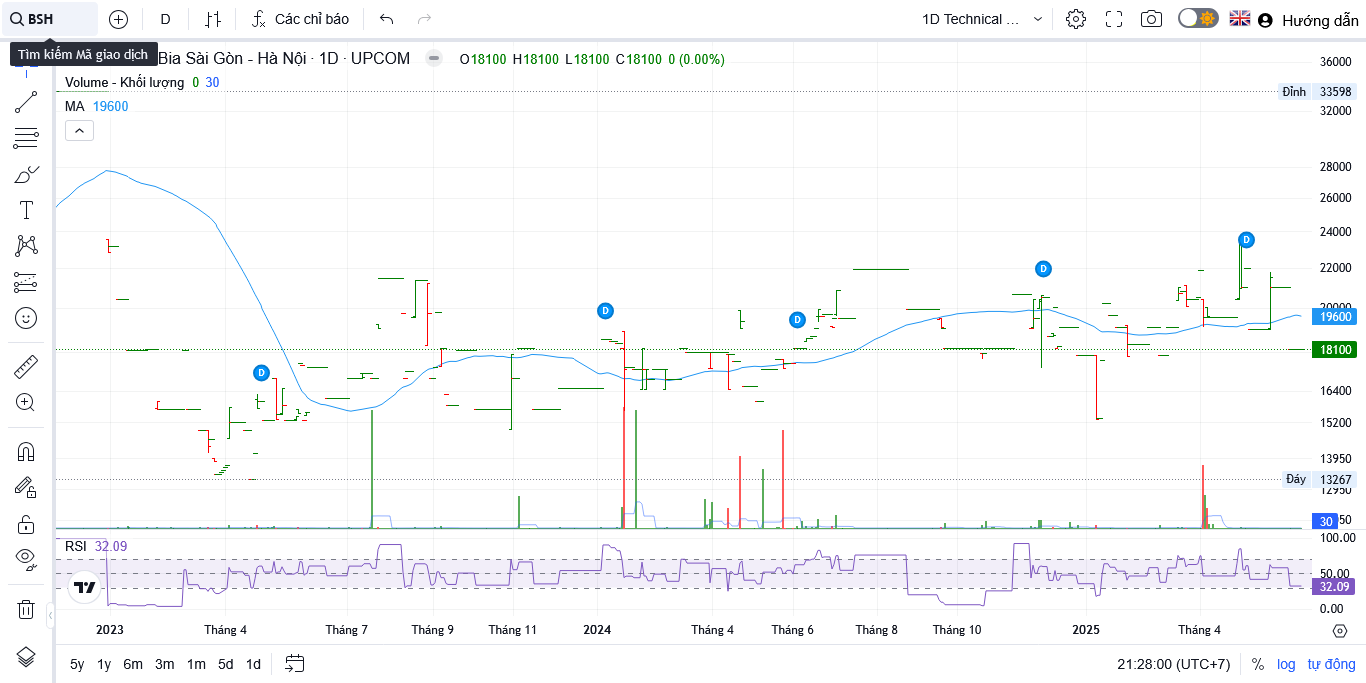 BSH D Các chỉ báo 1D Technical ... Hướng dẫn
Tìm kiếm Mã giao dịch
Bia Sài Gòn - Hà Nội · 1D · UPCOM O18100 H18100 L18100 C18100 0 (0.00%)
Volume - Khối lượng 0 30
MA 19600
36000
Đỉnh 33598
32000
28000
26000
24000
22000
20000
19600
18100
16400
15200
13950
Đáy 13267
12950
30
D
D
D
D
D
RSI 32.09
100.00
50.00
32.09
0.00
2023 Tháng 4 Tháng 7 Tháng 9 Tháng 11 2024 Tháng 4 Tháng 6 Tháng 8 Tháng 10 2025 Tháng 4
5y 1y 6m 3m 1m 5d 1d 21:28:00 (UTC+7) % log tự động